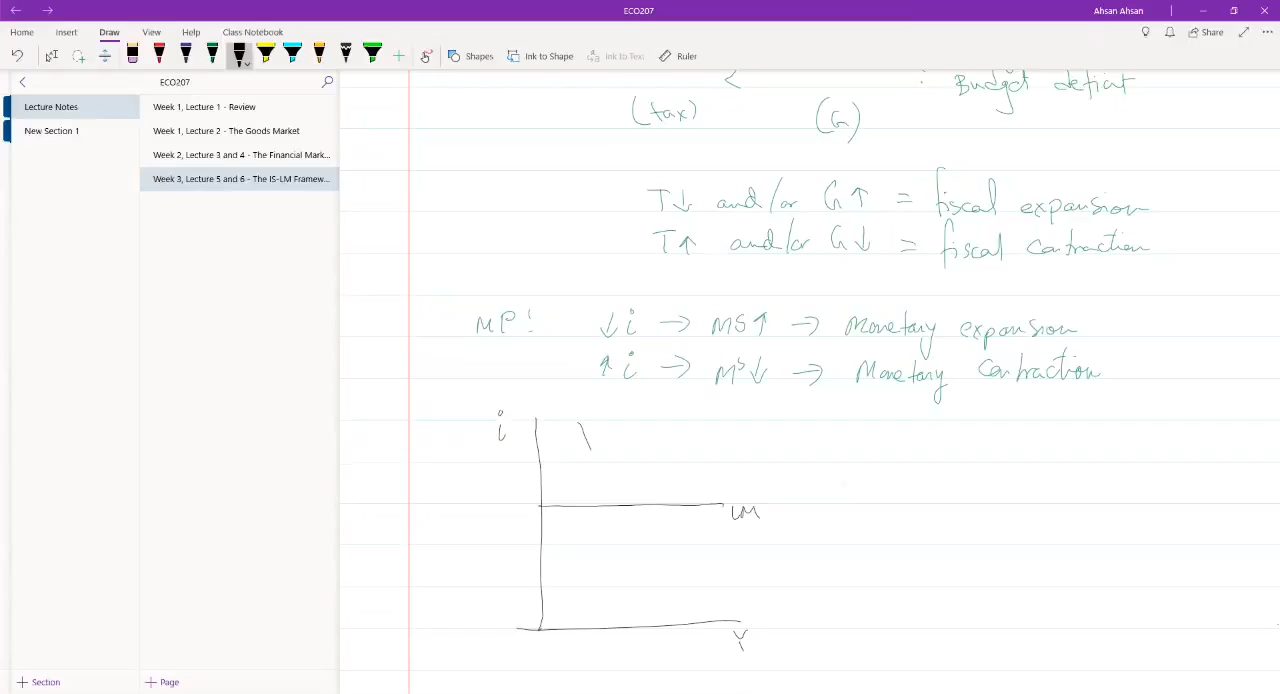 ECO207
Ahsan Ahsan
Home Insert Draw View Help Class Notebook
Share
Shapes Ink to Shape Ink to Text Ruler
ECO207
Lecture Notes
New Section 1
Week 1, Lecture 1 - Review
Week 1, Lecture 2 - The Goods Market
Week 2, Lecture 3 and 4 - The Financial Mark...
Week 3, Lecture 5 and 6 - The IS-LM Framew...
+ Section
+ Page
< : Budget deficit
(tax) (G)
T↓ and/or G↑ = fiscal expansion
T↑ and/or G↓ = fiscal contraction
MP: ↓i → MS↑ → Monetary expansion
↑i → Mˢ↓ → Monetary contraction
i
LM
Y